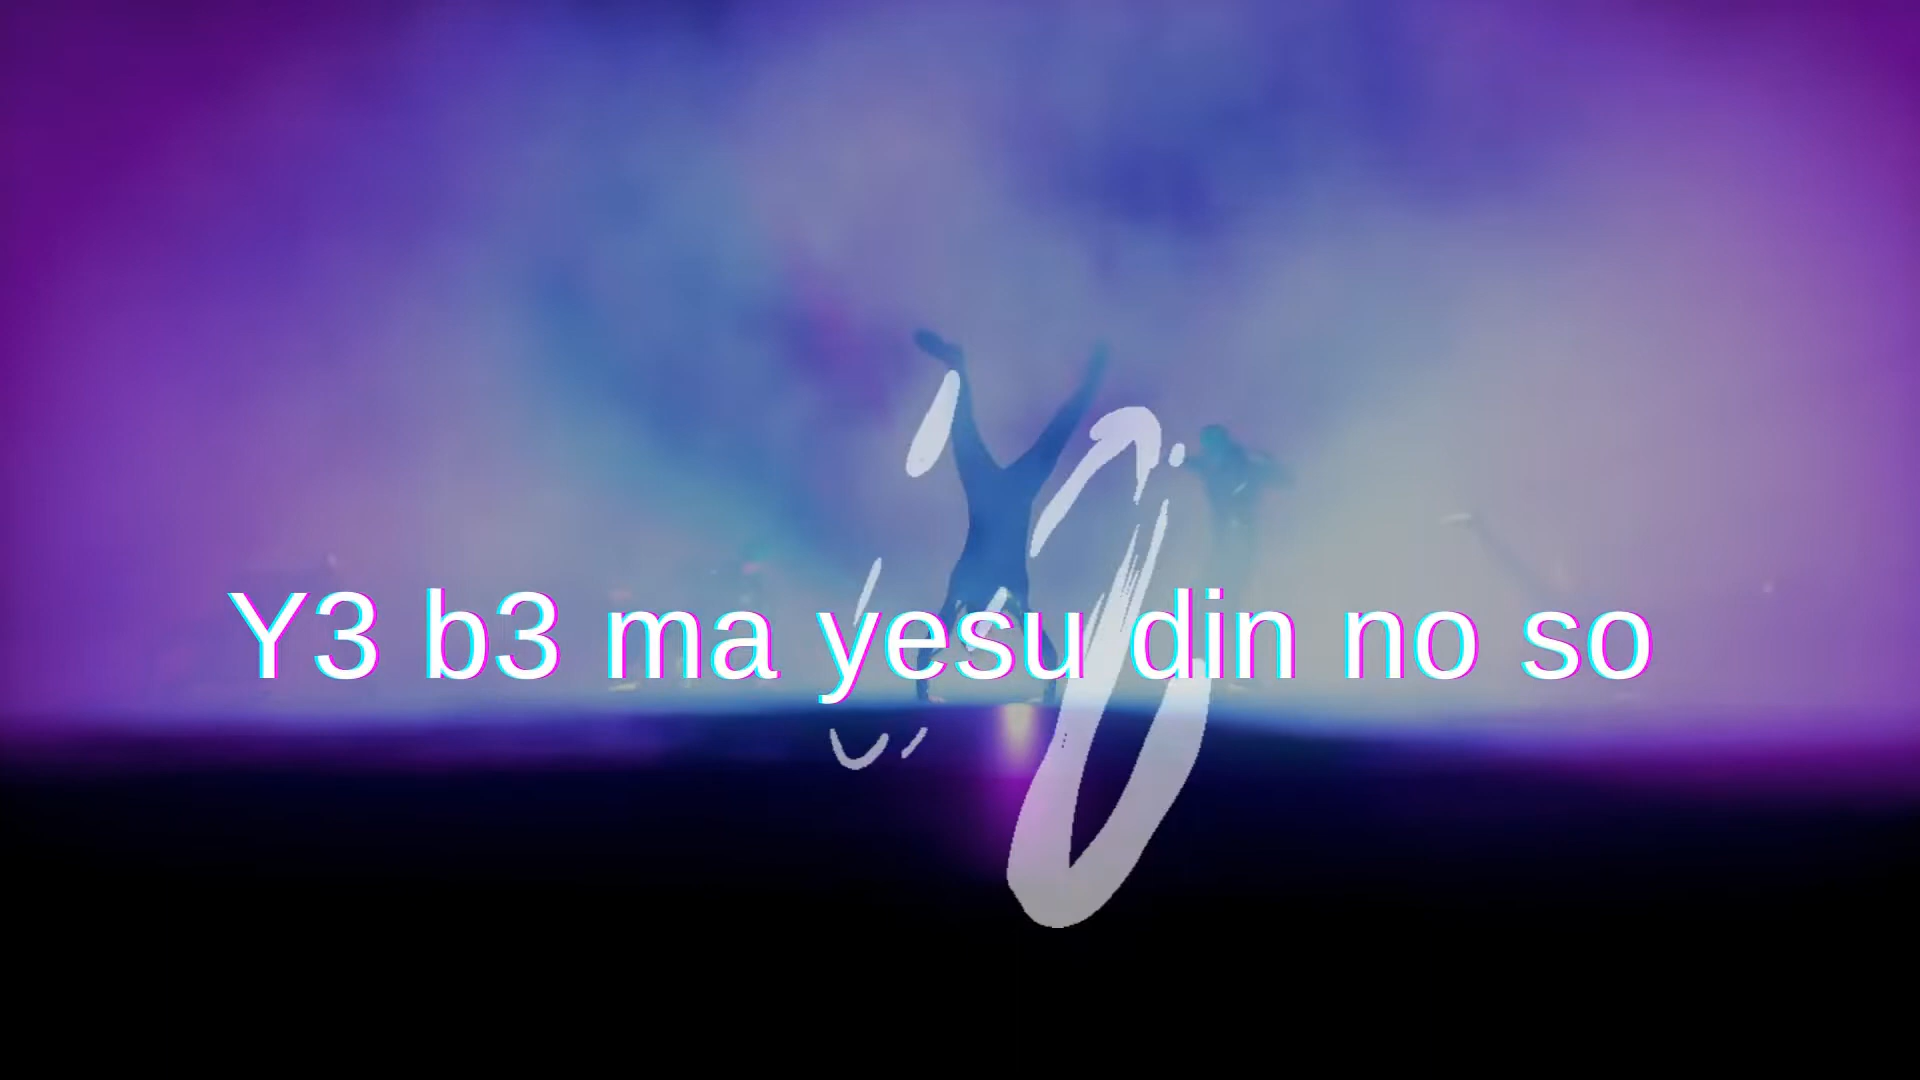 Y3 b3 ma yesu din no so